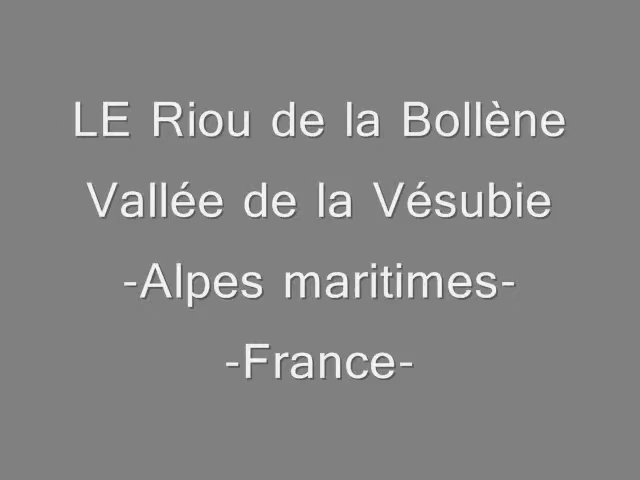 LE Riou de la Bollène
Vallée de la Vésubie
-Alpes maritimes-
-France-